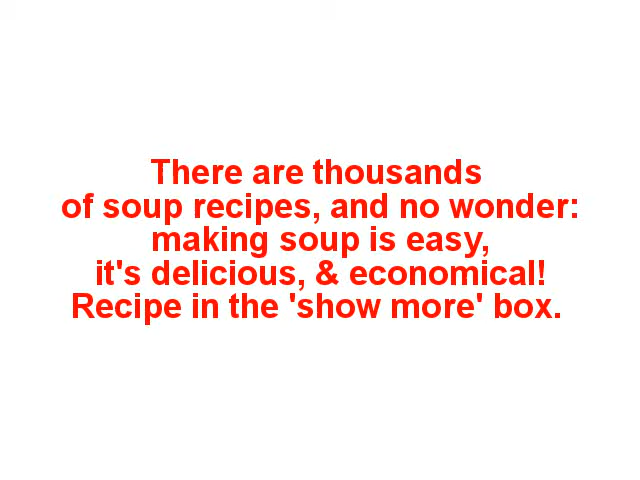 There are thousands
of soup recipes, and no wonder:
making soup is easy,
it's delicious, & economical!
Recipe in the 'show more' box.